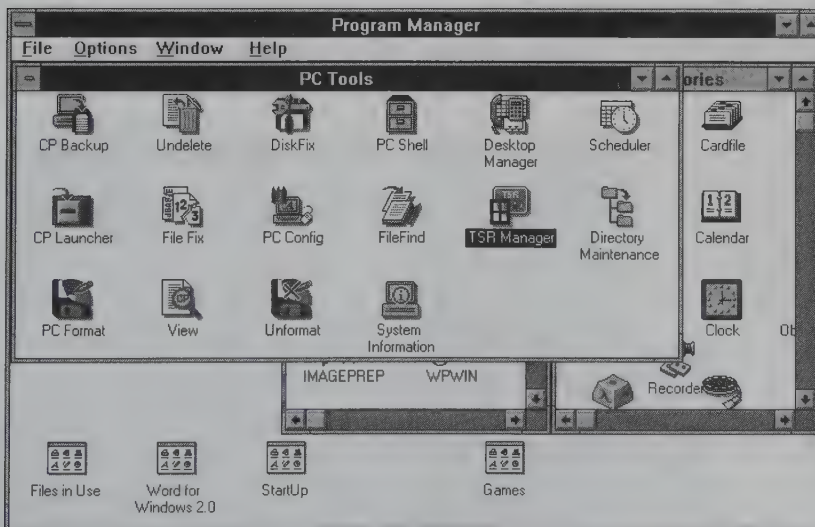 Program Manager
File Options Window Help
PC Tools
ories
CP Backup Undelete DiskFix PC Shell Desktop Manager Scheduler Cardfile
CP Launcher File Fix PC Config FileFind TSR Manager Directory Maintenance Calendar
PC Format View Unformat System Information Clock Ob
IMAGEPREP WPWIN
Recorder
Files in Use Word for Windows 2.0 StartUp Games